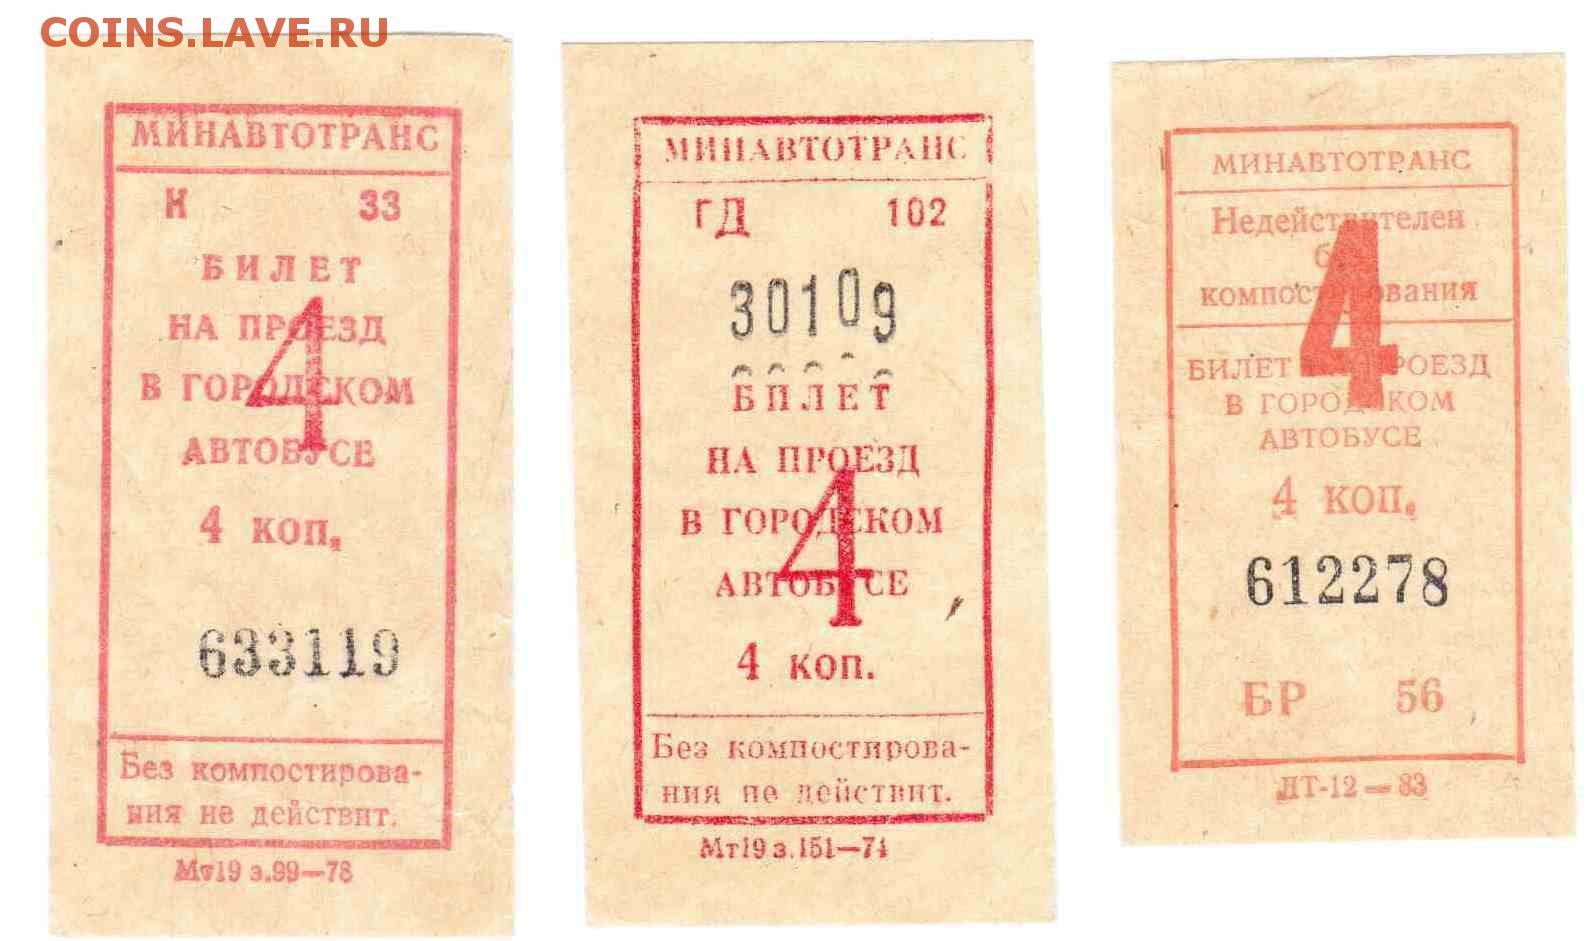 COINS.LAVE.RU
МИНАВТОТРАНС
Н 33
БИЛЕТ
НА ПРОЕЗД
В ГОРОДСКОМ
АВТОБУСЕ
4
4 коп.
633119
Без компостирова-
ния не действит.
Мт19 з.99—78
МИНАВТОТРАНС
ГД 102
30109
БИЛЕТ
НА ПРОЕЗД
В ГОРОДСКОМ
АВТОБУСЕ
4
4 коп.
Без компостирова-
ния не действит.
Мт19 з.151—74
МИНАВТОТРАНС
Недействителен
без
компостирования
4
БИЛЕТ НА ПРОЕЗД
В ГОРОДСКОМ
АВТОБУСЕ
4 коп.
612278
БР 56
ЛТ-12—83